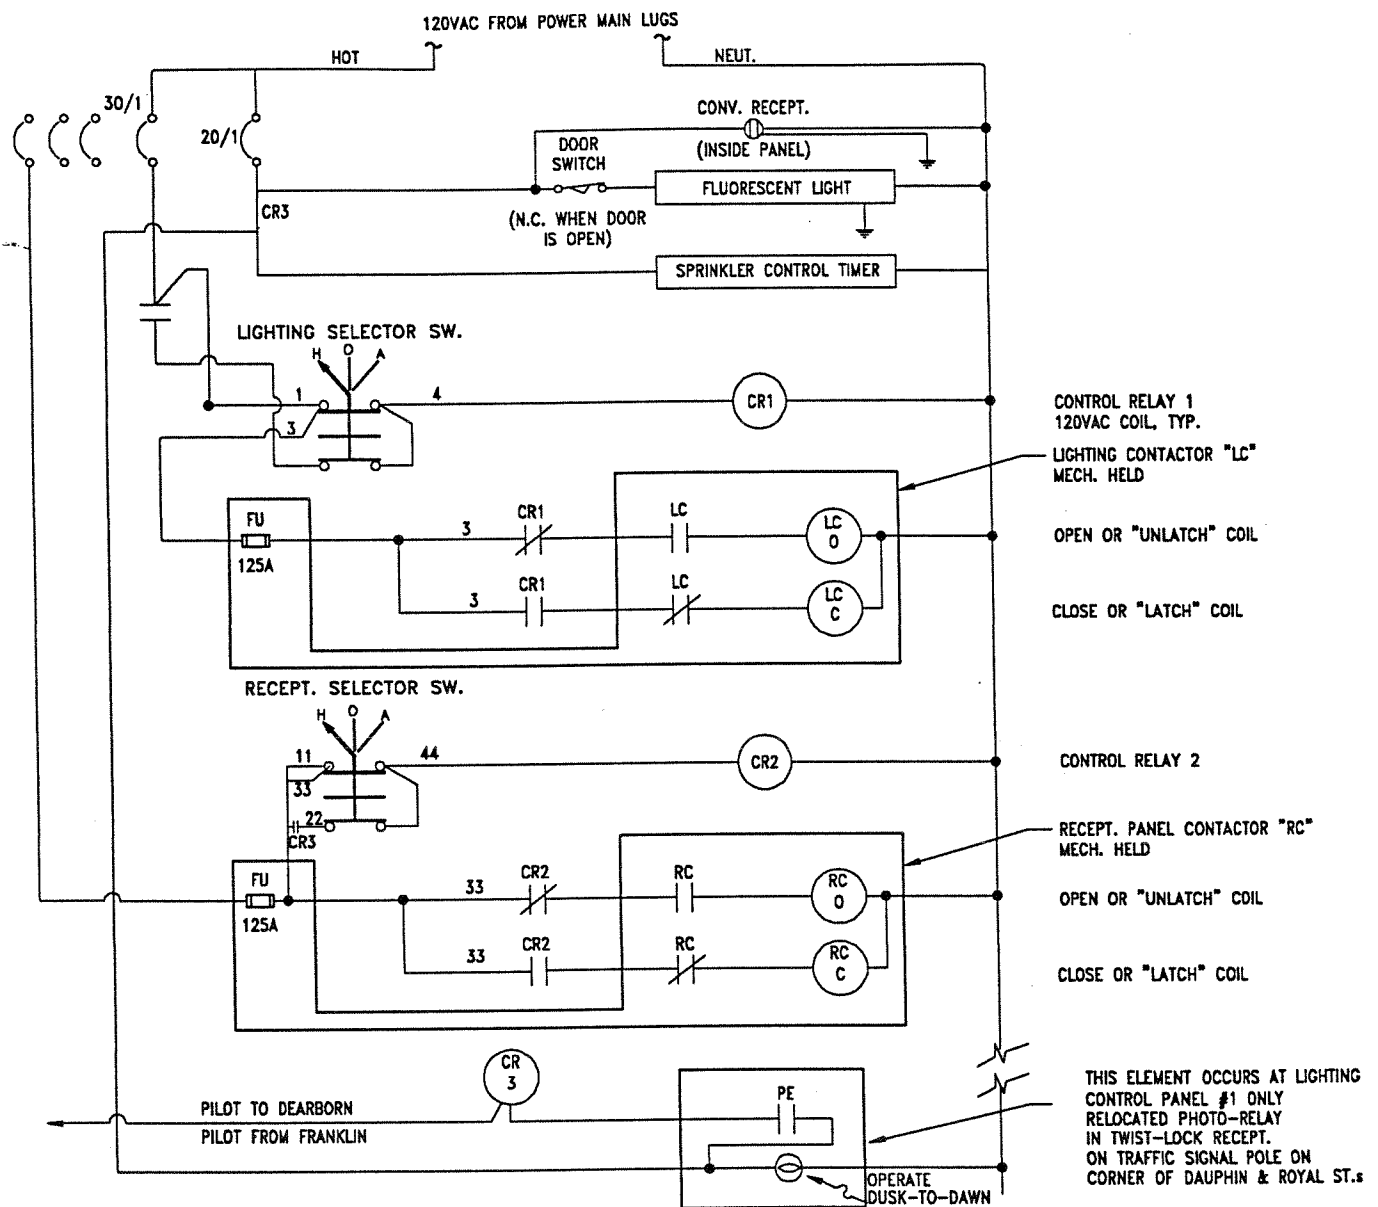 120VAC FROM POWER MAIN LUGS
HOT
NEUT.
30/1
20/1
CONV. RECEPT.
(INSIDE PANEL)
DOOR
SWITCH
FLUORESCENT LIGHT
CR3
(N.C. WHEN DOOR
IS OPEN)
SPRINKLER CONTROL TIMER
LIGHTING SELECTOR SW.
H O A
1
4
3
CR1
CONTROL RELAY 1
120VAC COIL, TYP.
LIGHTING CONTACTOR "LC"
MECH. HELD
FU
125A
3
CR1
LC
LC
O
OPEN OR "UNLATCH" COIL
3
CR1
LC
LC
C
CLOSE OR "LATCH" COIL
RECEPT. SELECTOR SW.
H O A
11
44
33
22
CR3
CR2
CONTROL RELAY 2
RECEPT. PANEL CONTACTOR "RC"
MECH. HELD
FU
125A
33
CR2
RC
RC
O
OPEN OR "UNLATCH" COIL
33
CR2
RC
RC
C
CLOSE OR "LATCH" COIL
CR
3
PILOT TO DEARBORN
PILOT FROM FRANKLIN
PE
OPERATE
DUSK-TO-DAWN
THIS ELEMENT OCCURS AT LIGHTING
CONTROL PANEL #1 ONLY
RELOCATED PHOTO-RELAY
IN TWIST-LOCK RECEPT.
ON TRAFFIC SIGNAL POLE ON
CORNER OF DAUPHIN & ROYAL ST.s